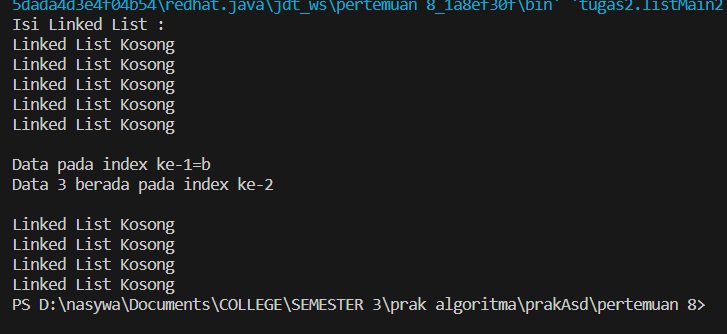 5dada4d3e4f04b54\redhat.java\jdt_ws\pertemuan 8_1a8ef30f\bin' 'tugas2.listMain2'
Isi Linked List :
Linked List Kosong
Linked List Kosong
Linked List Kosong
Linked List Kosong
Linked List Kosong
Data pada index ke-1=b
Data 3 berada pada index ke-2
Linked List Kosong
Linked List Kosong
Linked List Kosong
Linked List Kosong
PS D:\nasywa\Documents\COLLEGE\SEMESTER 3\prak algoritma\prakAsd\pertemuan 8>